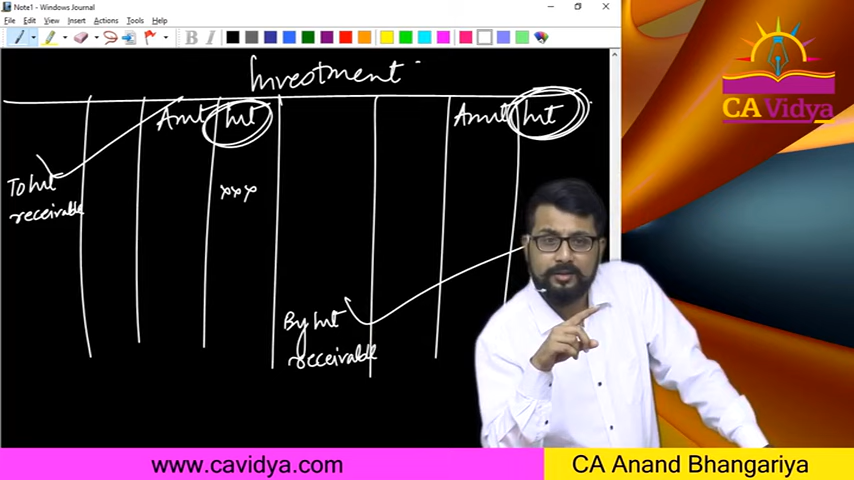 Note1 - Windows Journal
File Edit View Insert Actions Tools Help
B I
Investment
Amt Int Amt Int
To Int
receivable
xxx
By Int
receivable
CA Vidya
www.cavidya.com
CA Anand Bhangariya